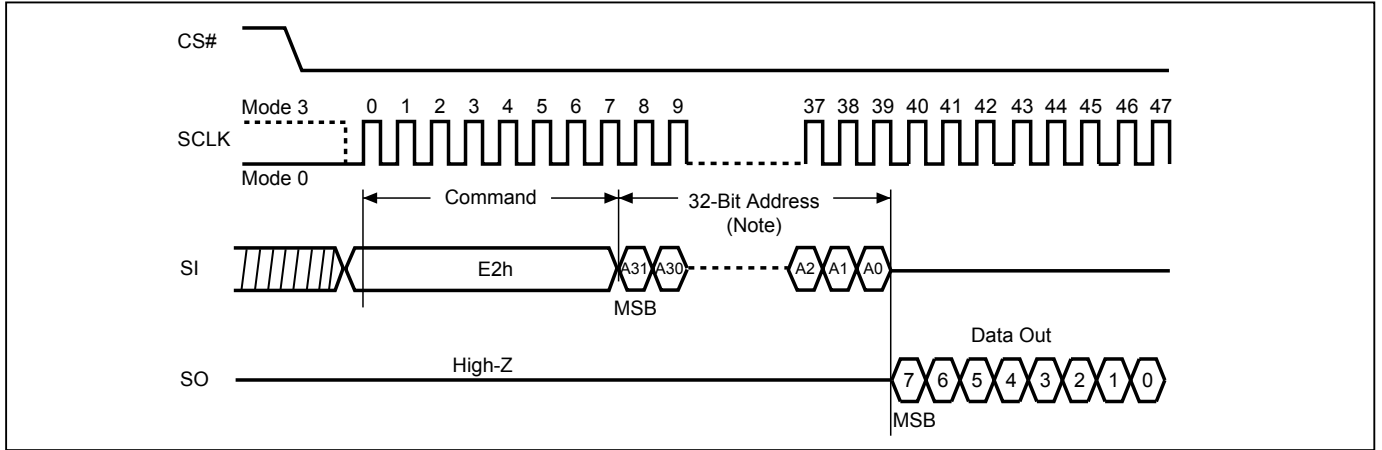 CS#
Mode 3
0 1 2 3 4 5 6 7 8 9 37 38 39 40 41 42 43 44 45 46 47
SCLK
Mode 0
Command
32-Bit Address
(Note)
SI
E2h
A31 A30 A2 A1 A0
MSB
Data Out
High-Z
SO
7 6 5 4 3 2 1 0
MSB